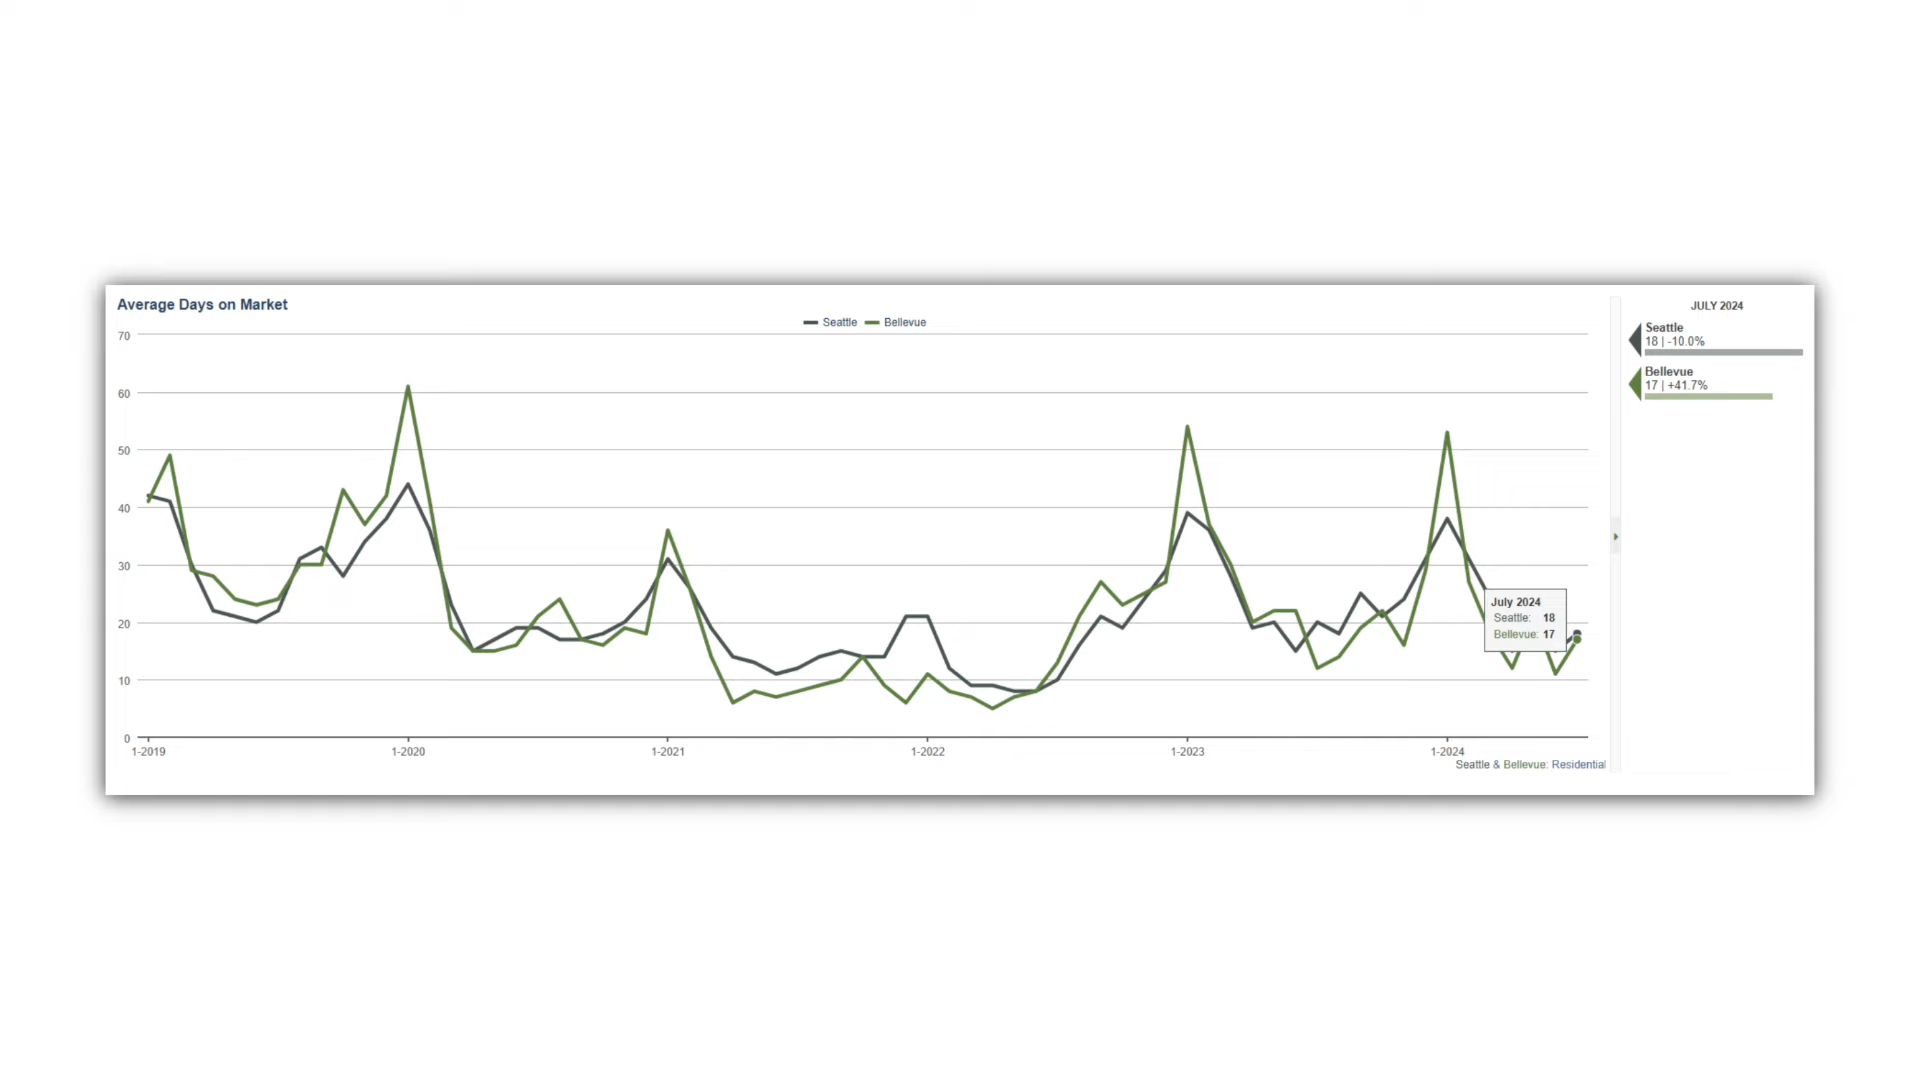 Average Days on Market
Seattle Bellevue
70
60
50
40
30
20
10
0
1-2019 1-2020 1-2021 1-2022 1-2023 1-2024
July 2024
Seattle: 18
Bellevue: 17
Seattle & Bellevue: Residential
JULY 2024
Seattle
18 | -10.0%
Bellevue
17 | +41.7%